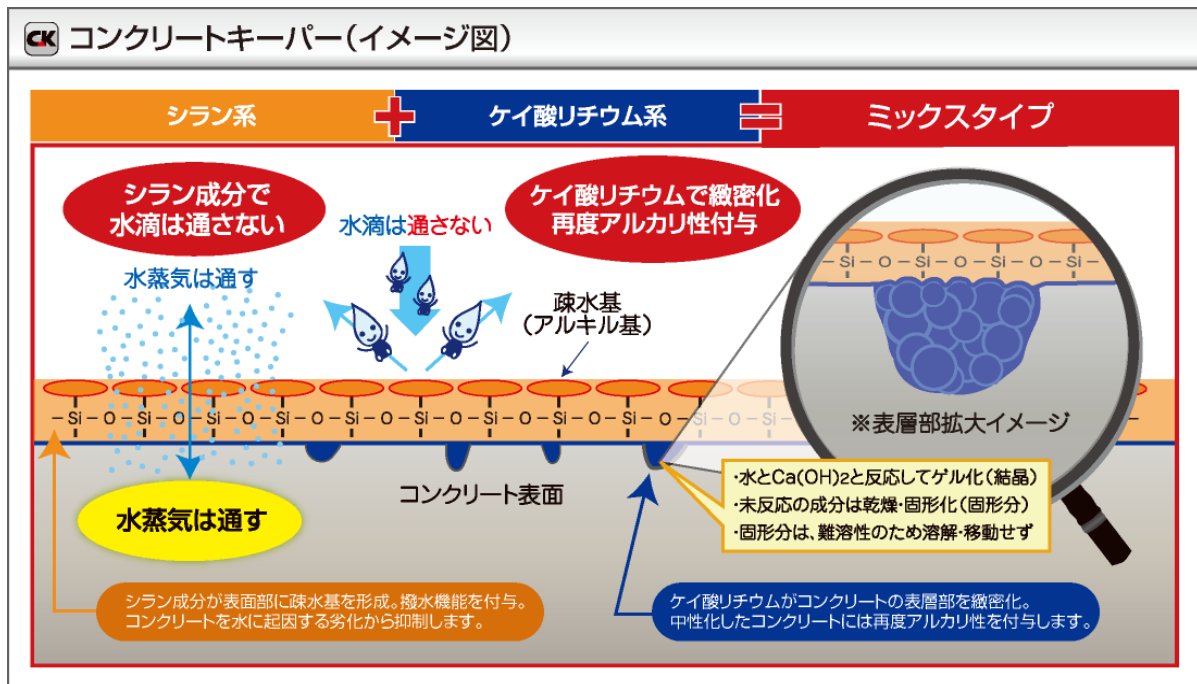 CK コンクリートキーパー(イメージ図)
シラン系 + ケイ酸リチウム系 = ミックスタイプ
シラン成分で
水滴は通さない
水蒸気は通す
水滴は通さない
ケイ酸リチウムで緻密化
再度アルカリ性付与
疎水基
(アルキル基)
-Si-O-Si-O-Si-O-Si-
※表層部拡大イメージ
-Si-O-Si-O-Si-O-Si-O-Si-O-Si-O-Si-O-Si-O-Si-O-Si-O-Si-
コンクリート表面
水蒸気は通す
・水とCa(OH)2と反応してゲル化(結晶)
・未反応の成分は乾燥・固形化(固形分)
・固形分は、難溶性のため溶解・移動せず
シラン成分が表面部に疎水基を形成。撥水機能を付与。
コンクリートを水に起因する劣化から抑制します。
ケイ酸リチウムがコンクリートの表層部を緻密化。
中性化したコンクリートには再度アルカリ性を付与します。